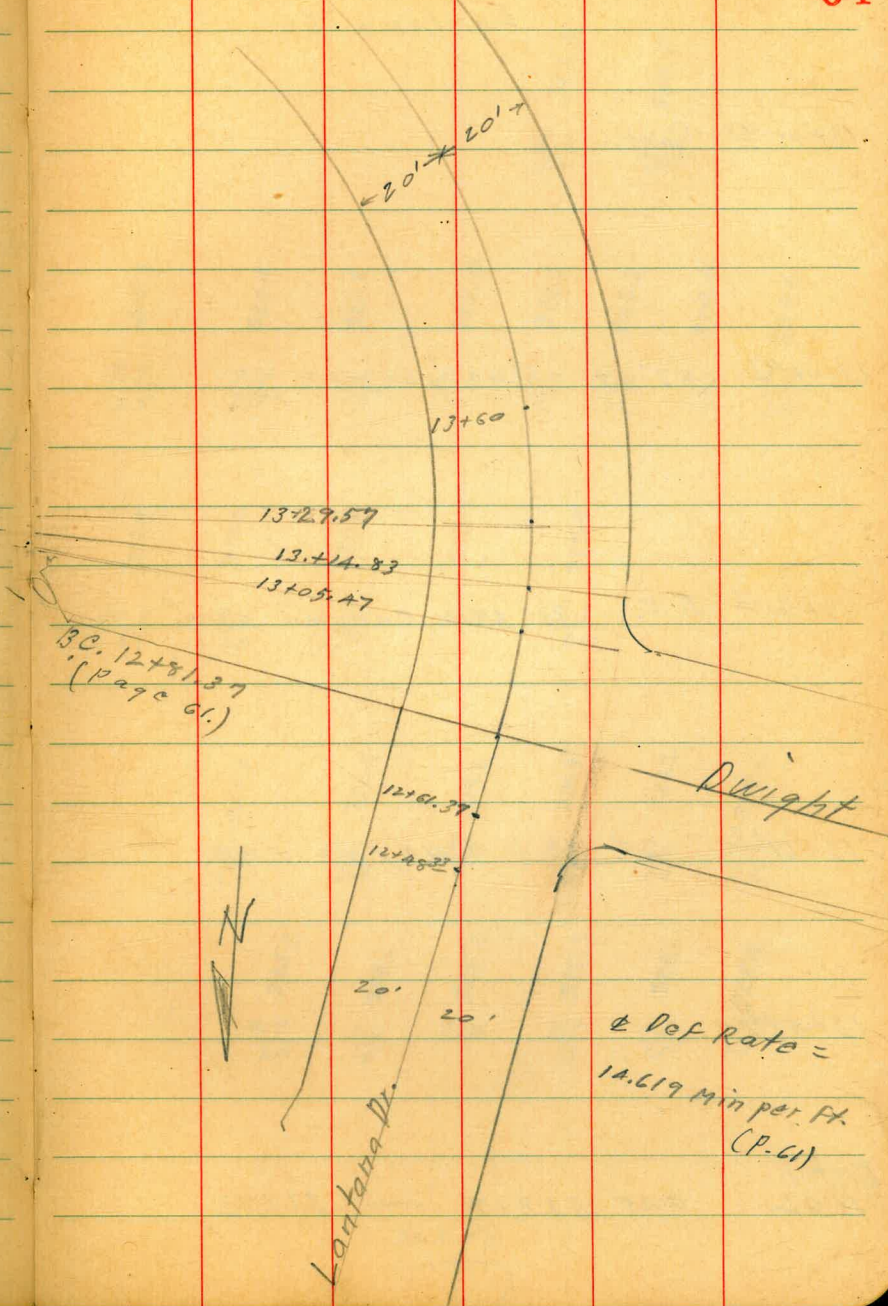 20'
20'
13+60
13+29.57
13+14.83
13+05.47
B.C. 12+81.37
(Page 61.)
Dwight
12+61.37
12+48.33
20'
20'
℄ Def Rate =
14.619 Min per Ft.
(P-61)
Lantana Dr.